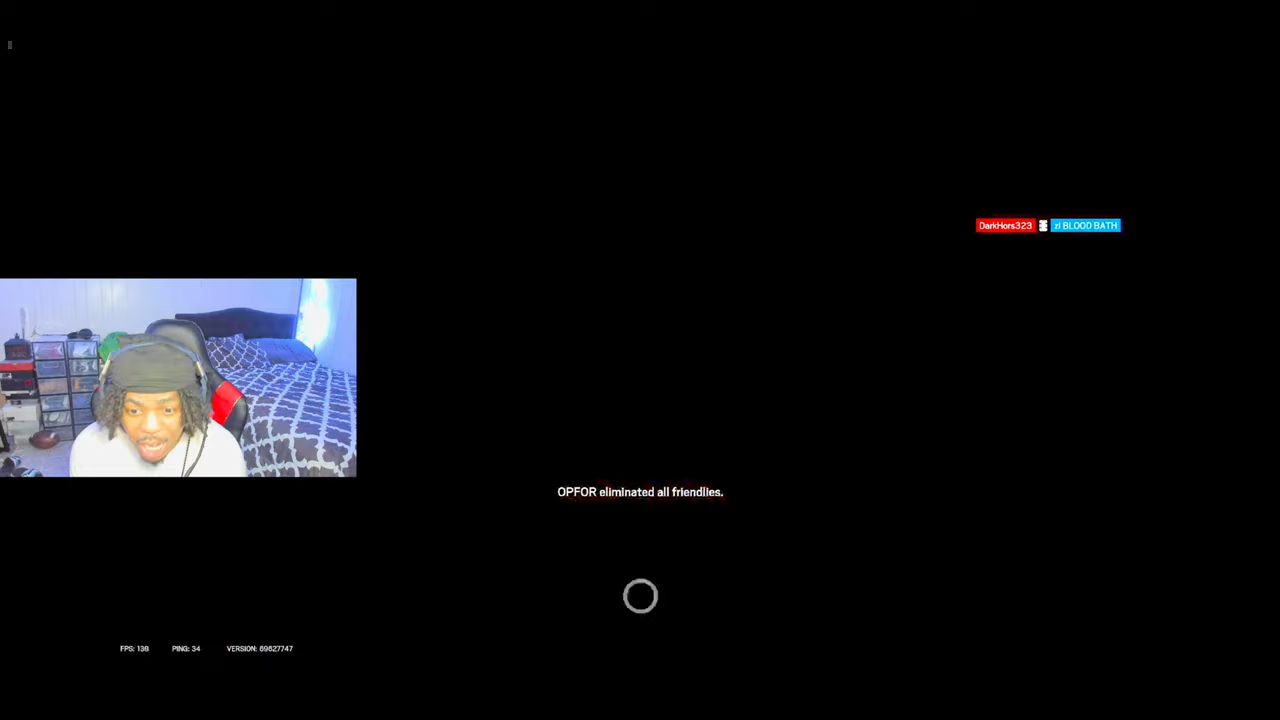 DarkHors323 zl BLOOD BATH
OPFOR eliminated all friendlies.
FPS: 138 PING: 34 VERSION: 69627747